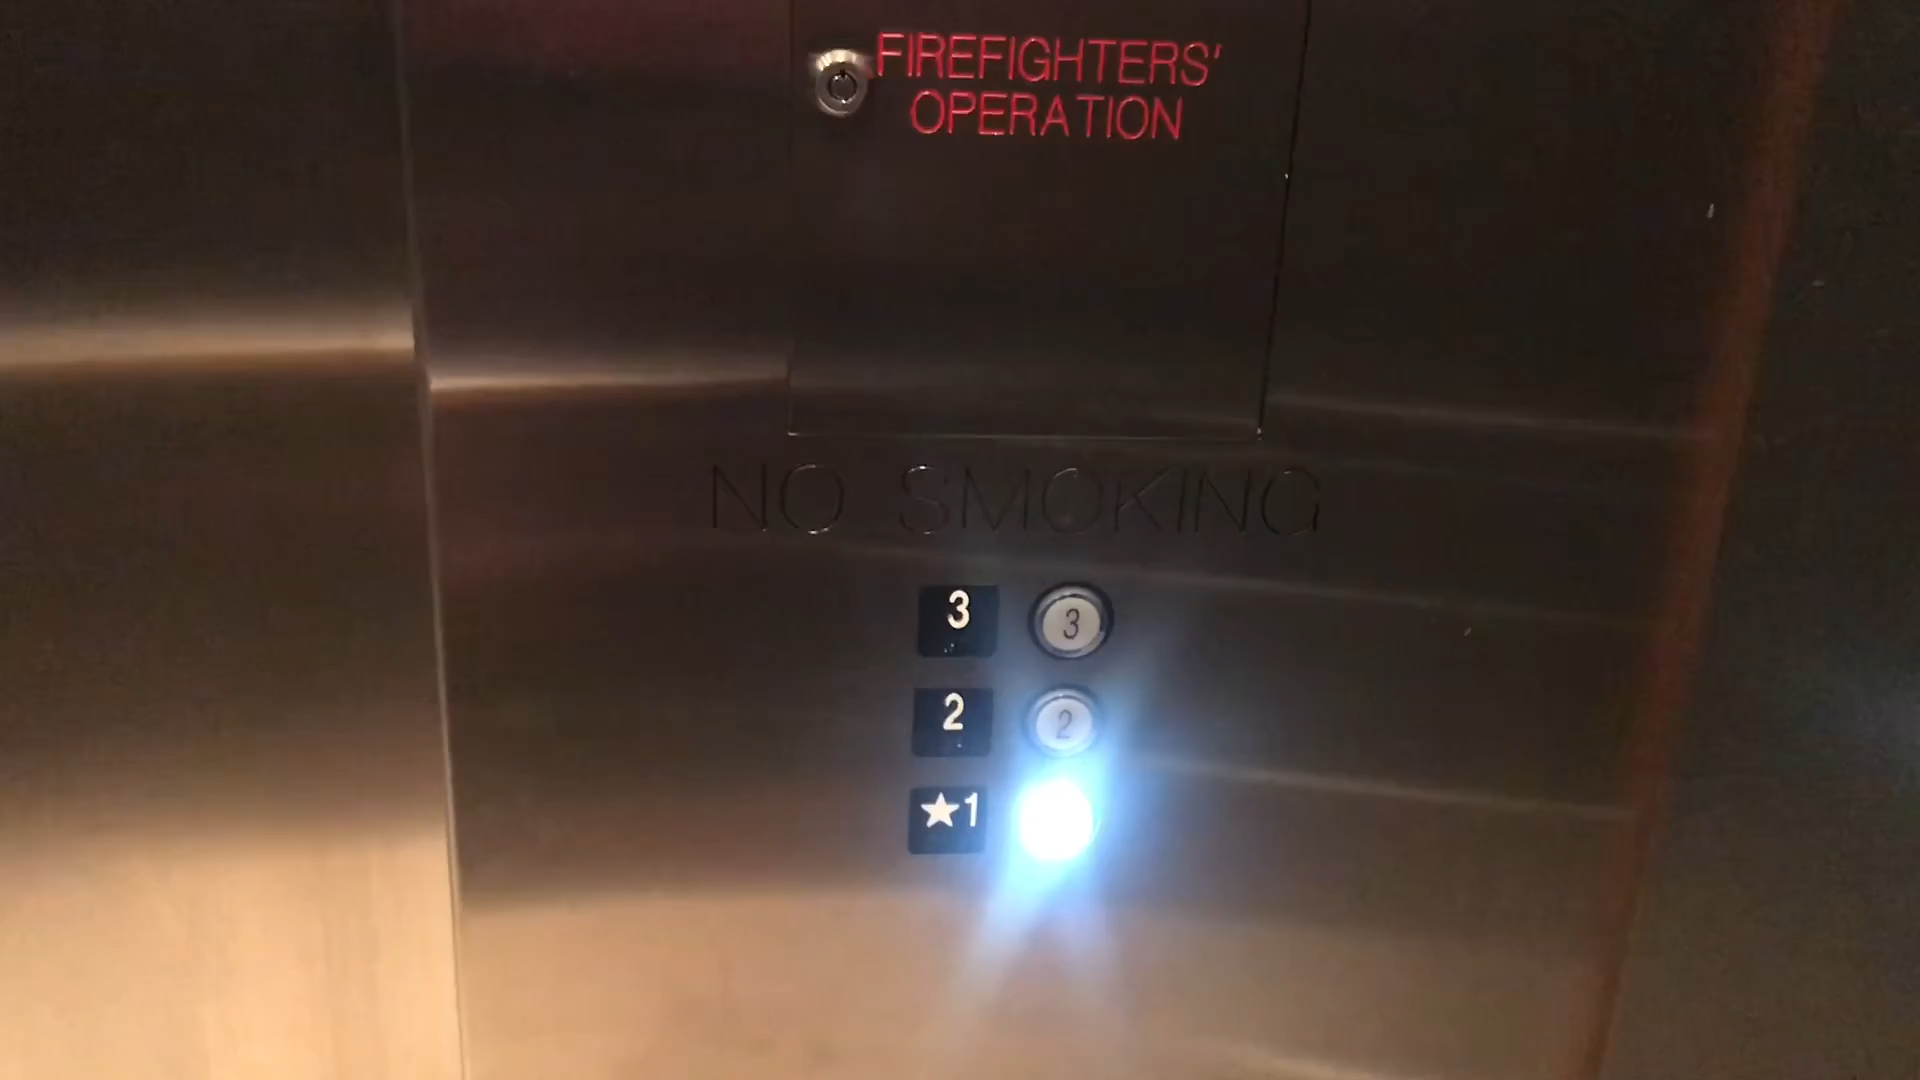 FIREFIGHTERS'
OPERATION
NO SMOKING
3 3
2 2
★1